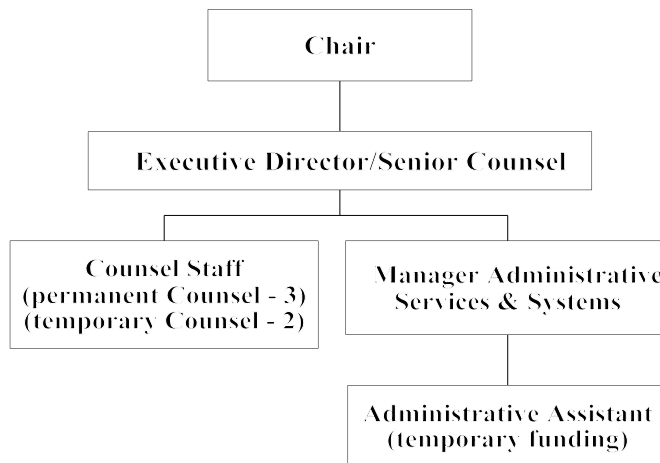 Chair
Executive Director/Senior Counsel
Counsel Staff
(permanent Counsel - 3)
(temporary Counsel - 2)
Manager Administrative
Services & Systems
Administrative Assistant
(temporary funding)